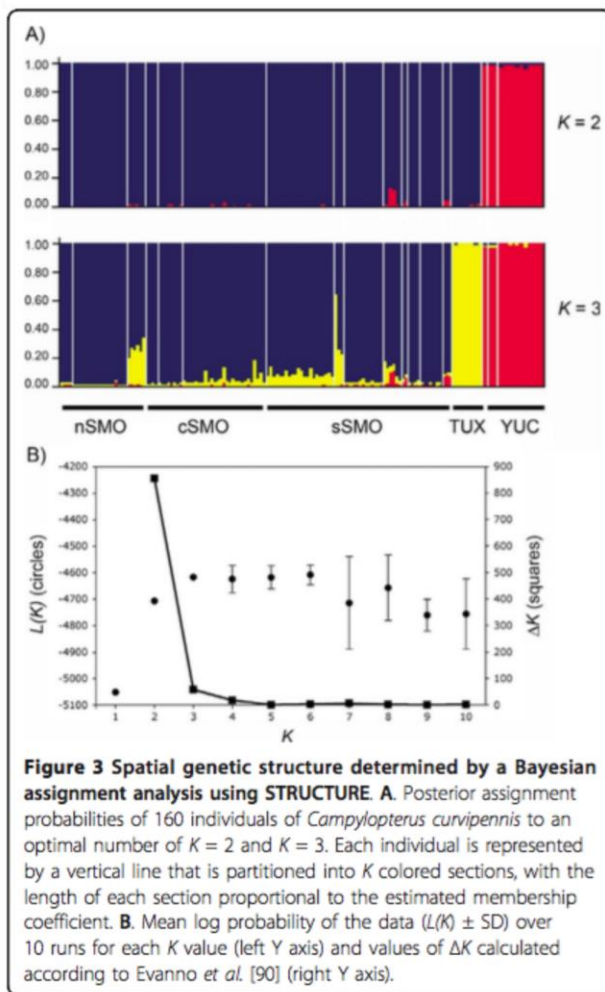 A)
1.00
0.80
0.60
0.40
0.20
0.00
K = 2
1.00
0.80
0.60
0.40
0.20
0.00
K = 3
nSMO cSMO sSMO TUX YUC
B)
-4200
-4300
-4400
-4500
-4600
-4700
-4800
-4900
-5000
-5100
L(K) (circles)
900
800
700
600
500
400
300
200
100
0
ΔK (squares)
1 2 3 4 5 6 7 8 9 10
K
Figure 3 Spatial genetic structure determined by a Bayesian
assignment analysis using STRUCTURE. A. Posterior assignment
probabilities of 160 individuals of Campylopterus curvipennis to an
optimal number of K = 2 and K = 3. Each individual is represented
by a vertical line that is partitioned into K colored sections, with the
length of each section proportional to the estimated membership
coefficient. B. Mean log probability of the data (L(K) ± SD) over
10 runs for each K value (left Y axis) and values of ΔK calculated
according to Evanno et al. [90] (right Y axis).